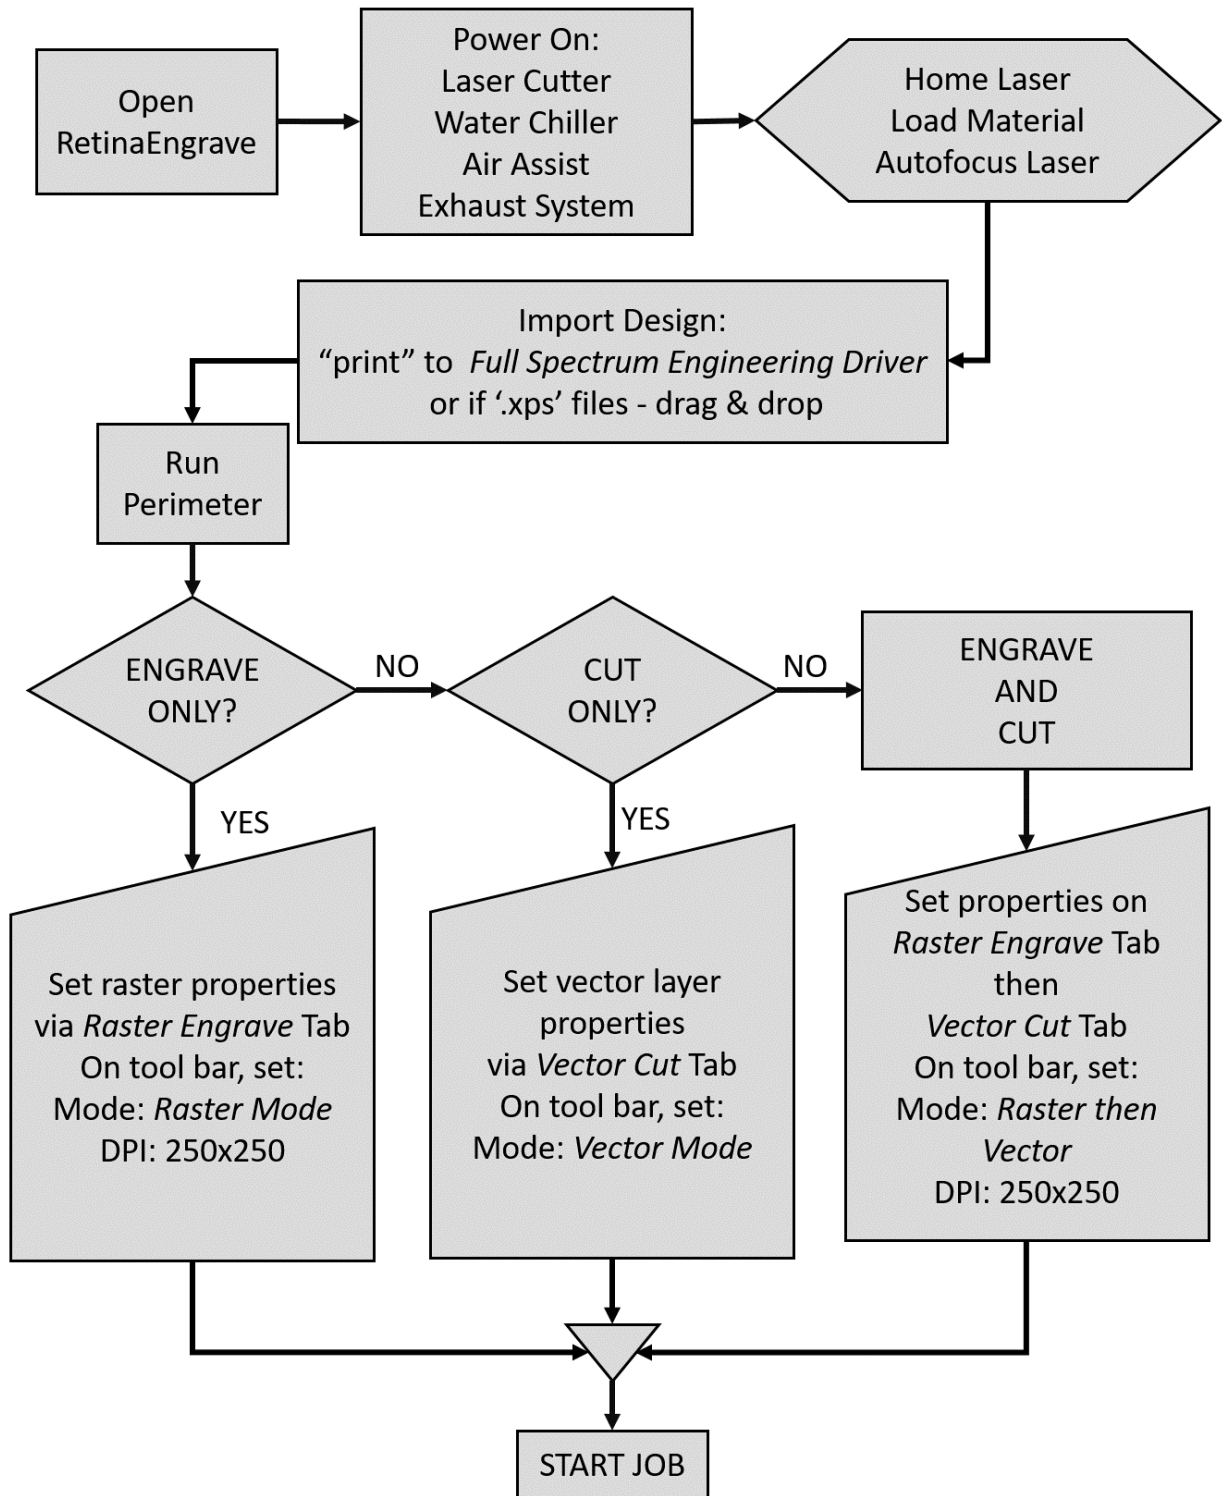 Open
RetinaEngrave
Power On:
Laser Cutter
Water Chiller
Air Assist
Exhaust System
Home Laser
Load Material
Autofocus Laser
Import Design:
“print” to Full Spectrum Engineering Driver
or if ‘.xps’ files - drag & drop
Run
Perimeter
ENGRAVE
ONLY?
NO
CUT
ONLY?
NO
ENGRAVE
AND
CUT
YES
YES
Set raster properties
via Raster Engrave Tab
On tool bar, set:
Mode: Raster Mode
DPI: 250x250
Set vector layer
properties
via Vector Cut Tab
On tool bar, set:
Mode: Vector Mode
Set properties on
Raster Engrave Tab
then
Vector Cut Tab
On tool bar, set:
Mode: Raster then
Vector
DPI: 250x250
START JOB